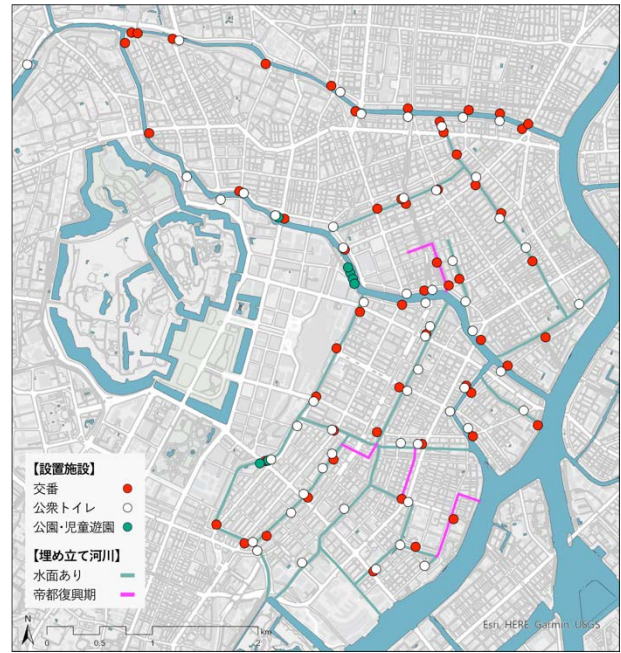 【設置施設】
交番
公衆トイレ
公園・児童遊園
【埋め立て河川】
水面あり
帝都復興期
N
0 0.5 1 2
km
Esri, HERE, Garmin, USGS